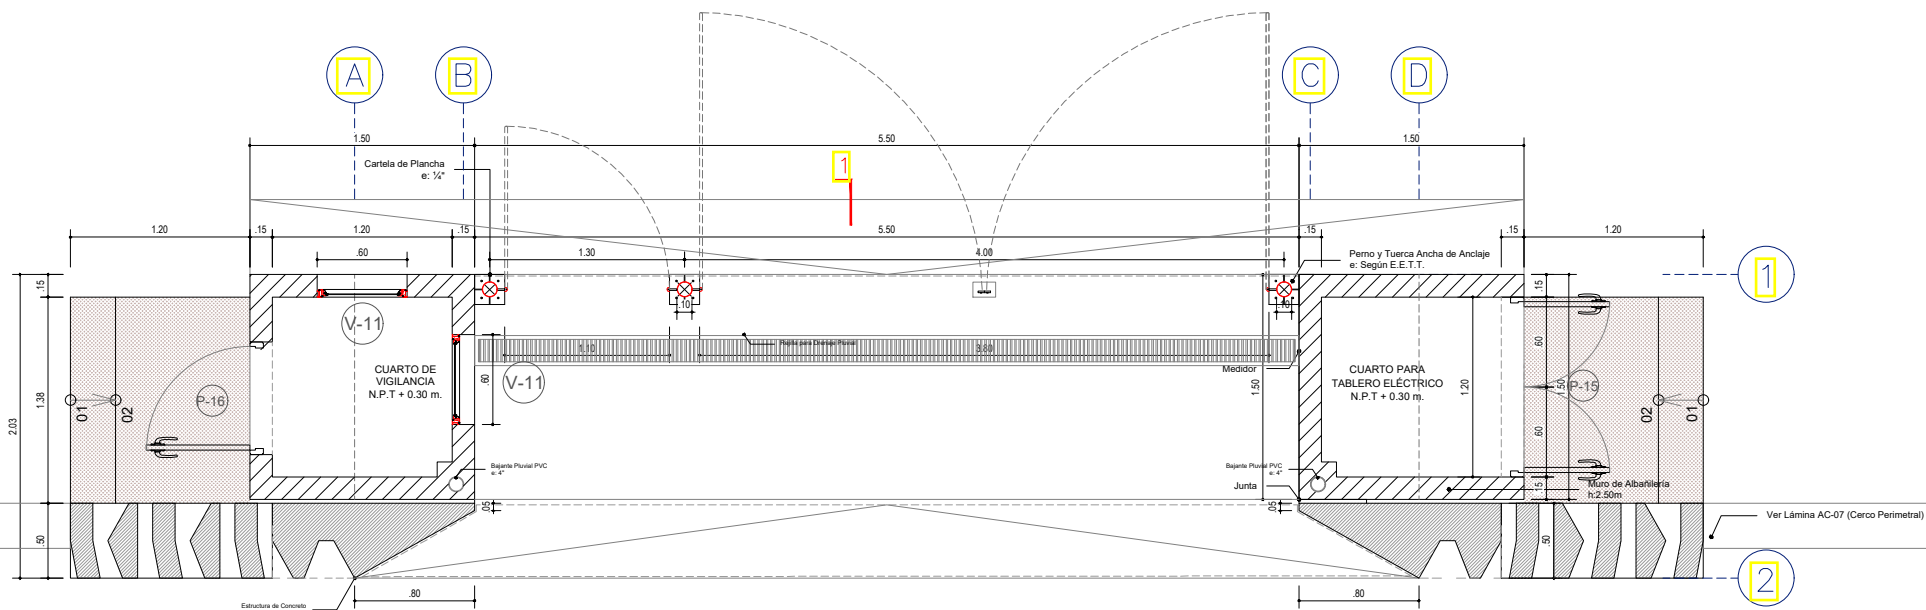 A
B
C
D
1.50
5.50
1.50
Cartela de Plancha
e: ¼"
1
1.20
.15
1.20
.15
5.50
.15
.15
1.20
.60
1.30
4.00
Perno y Tuerca Ancha de Anclaje
e: Según E.E.T.T.
1
.15
.10
.10
.15
V-11
Rejilla para Drenaje Pluvial
1.10
3.80
.60
Medidor
CUARTO DE
VIGILANCIA
N.P.T + 0.30 m.
.60
V-11
1.50
CUARTO PARA
TABLERO ELÉCTRICO
N.P.T + 0.30 m.
1.20
1.50
P-15
P-16
2.03
1.38
01
02
02
01
.60
Bajante Pluvial PVC
e: 4"
Bajante Pluvial PVC
e: 4"
Junta
.15
Muro de Albañilería
h:2.50m
.05
.05
.50
.50
Ver Lámina AC-07 (Cerco Perimetral)
2
.80
.80
Estructura de Concreto